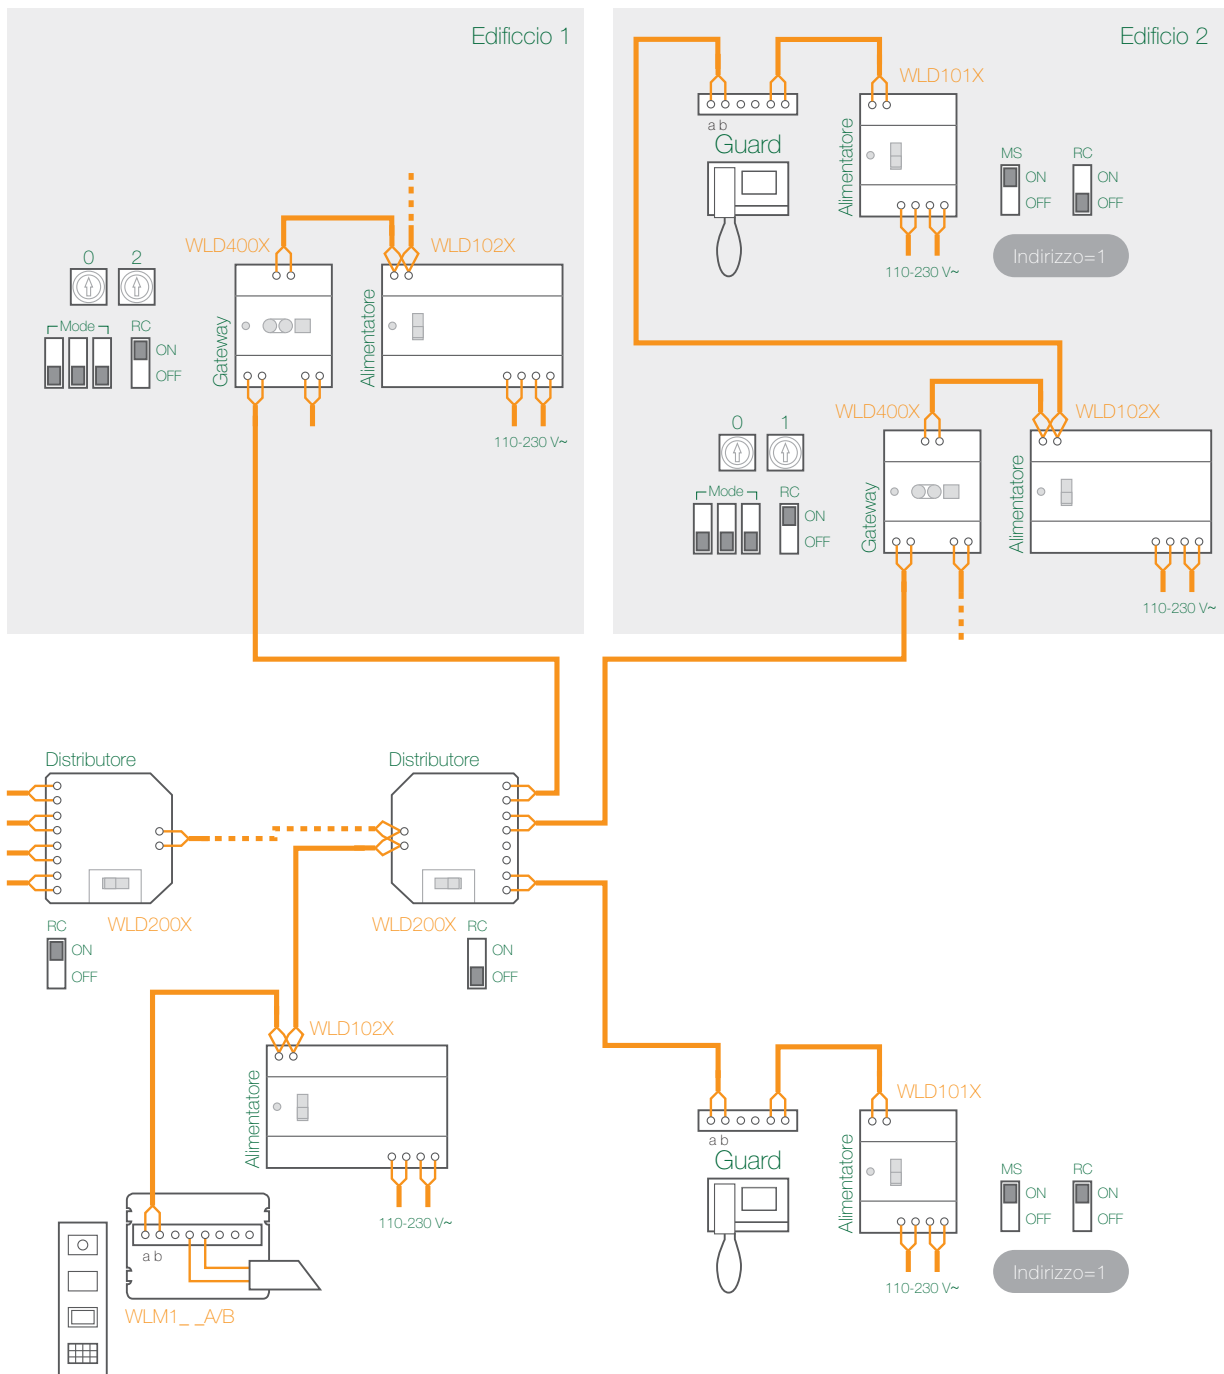 Edificcio 1
WLD400X
WLD102X
0 2
Mode RC
ON
OFF
Gateway
Alimentatore
110-230 V~
Edificio 2
WLD101X
a b
Guard
Alimentatore
MS RC
ON ON
OFF OFF
110-230 V~
Indirizzo=1
WLD400X
WLD102X
0 1
Mode RC
ON
OFF
Gateway
Alimentatore
110-230 V~
Distributore
WLD200X
RC
ON
OFF
Distributore
WLD200X
RC
ON
OFF
WLD102X
Alimentatore
110-230 V~
a b
WLM1_ _A/B
WLD101X
a b
Guard
Alimentatore
MS RC
ON ON
OFF OFF
110-230 V~
Indirizzo=1